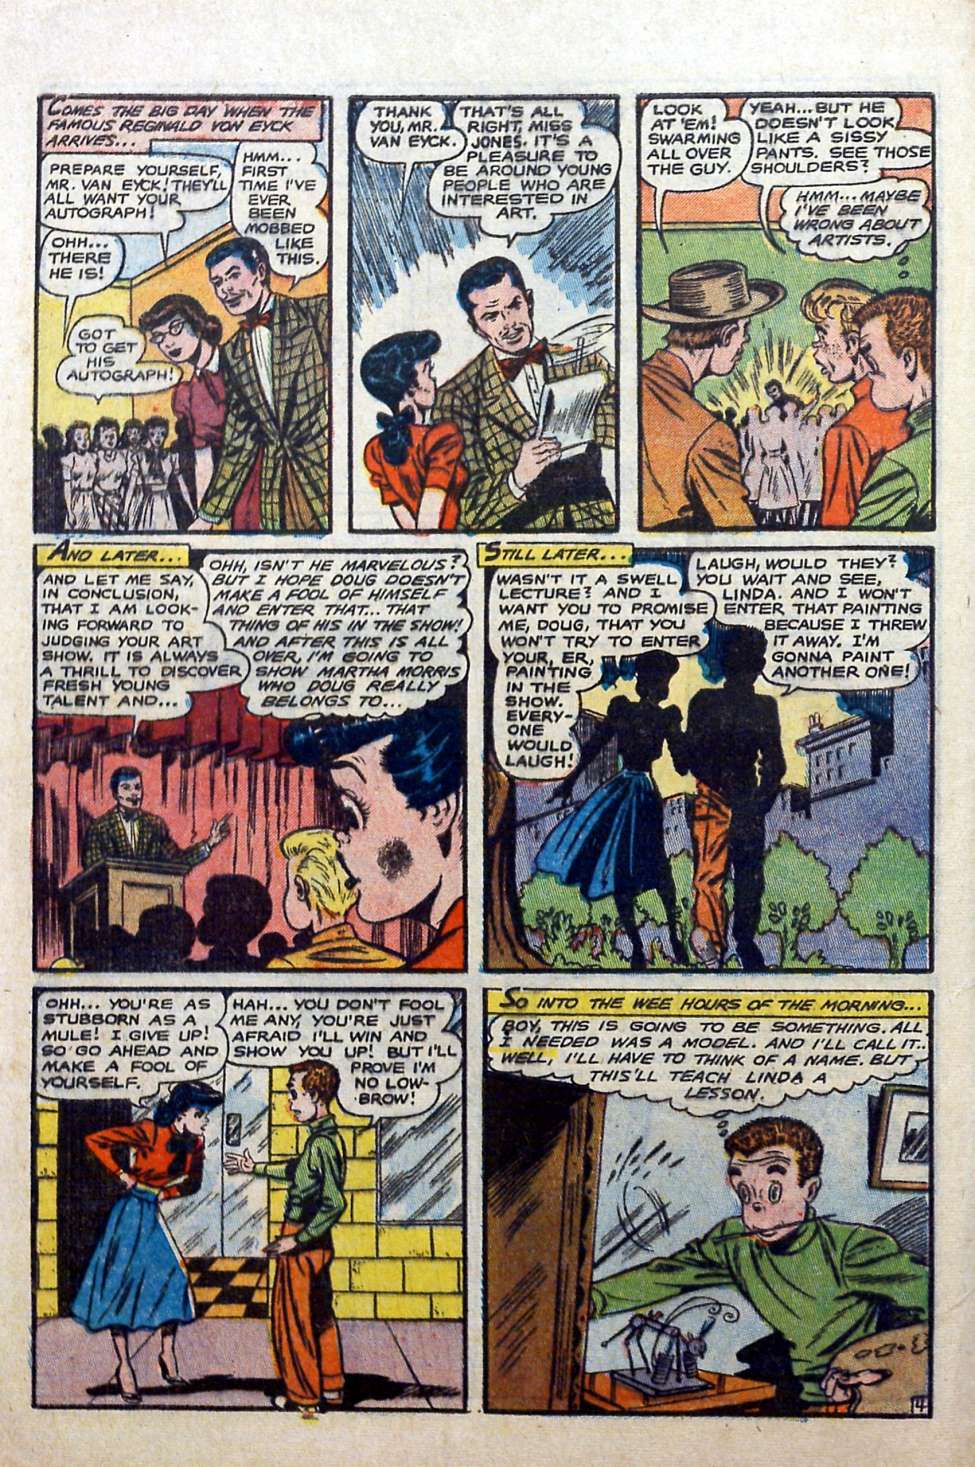 COMES THE BIG DAY WHEN THE
FAMOUS REGINALD VON EYCK
ARRIVES...
PREPARE YOURSELF,
MR. VAN EYCK! THEY'LL
ALL WANT YOUR
AUTOGRAPH!
HMM...
FIRST
TIME I'VE
EVER
BEEN
MOBBED
LIKE
THIS.
OHH...
THERE
HE IS!
GOT
TO GET
HIS
AUTOGRAPH!
THANK
YOU, MR.
VAN EYCK.
THAT'S ALL
RIGHT, MISS
JONES. IT'S A
PLEASURE TO
BE AROUND YOUNG
PEOPLE WHO ARE
INTERESTED IN
ART.
LOOK
AT 'EM!
SWARMING
ALL OVER
THE GUY.
YEAH... BUT HE
DOESN'T LOOK
LIKE A SISSY
PANTS. SEE THOSE
SHOULDERS?
HMM... MAYBE
I'VE BEEN
WRONG ABOUT
ARTISTS.
AND LATER...
AND LET ME SAY,
IN CONCLUSION,
THAT I AM LOOK-
ING FORWARD TO
JUDGING YOUR ART
SHOW. IT IS ALWAYS
A THRILL TO DISCOVER
FRESH YOUNG
TALENT AND...
OHH, ISN'T HE MARVELOUS?
BUT I HOPE DOUG DOESN'T
MAKE A FOOL OF HIMSELF
AND ENTER THAT... THAT
THING OF HIS IN THE SHOW!
AND AFTER THIS IS ALL
OVER, I'M GOING TO
SHOW MARTHA MORRIS
WHO DOUG REALLY
BELONGS TO...
STILL LATER...
WASN'T IT A SWELL
LECTURE? AND I
WANT YOU TO PROMISE
ME, DOUG, THAT YOU
WON'T TRY TO ENTER
YOUR, ER,
PAINTING
IN THE
SHOW.
EVERY-
ONE
WOULD
LAUGH!
LAUGH, WOULD THEY?
YOU WAIT AND SEE,
LINDA. AND I WON'T
ENTER THAT PAINTING
BECAUSE I THREW
IT AWAY. I'M
GONNA PAINT
ANOTHER ONE!
OHH... YOU'RE AS
STUBBORN AS A
MULE! I GIVE UP!
SO GO AHEAD AND
MAKE A FOOL OF
YOURSELF.
HAH... YOU DON'T FOOL
ME ANY, YOU'RE JUST
AFRAID I'LL WIN AND
SHOW YOU UP! BUT I'LL
PROVE I'M
NO LOW-
BROW!
SO INTO THE WEE HOURS OF THE MORNING...
BOY, THIS IS GOING TO BE SOMETHING. ALL
I NEEDED WAS A MODEL. AND I'LL CALL IT..
WELL, I'LL HAVE TO THINK OF A NAME. BUT
THIS'LL TEACH LINDA A
LESSON.
4